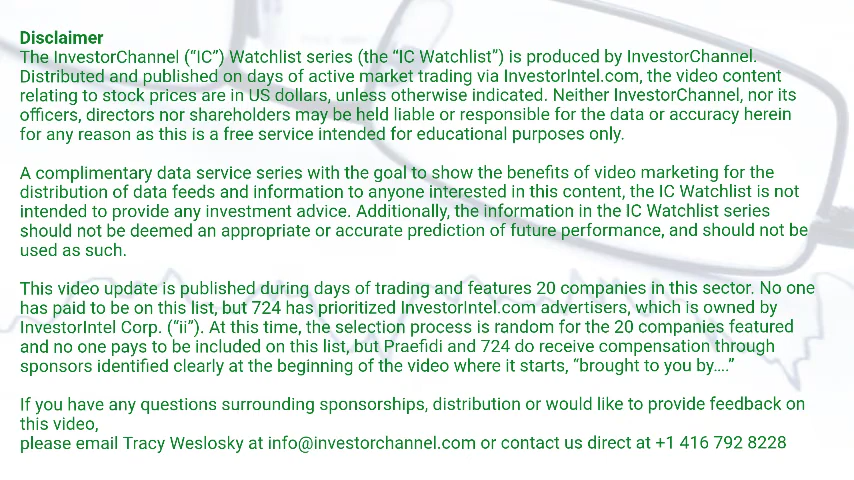 Disclaimer
The InvestorChannel (“IC”) Watchlist series (the “IC Watchlist”) is produced by InvestorChannel.
Distributed and published on days of active market trading via InvestorIntel.com, the video content
relating to stock prices are in US dollars, unless otherwise indicated. Neither InvestorChannel, nor its
officers, directors nor shareholders may be held liable or responsible for the data or accuracy herein
for any reason as this is a free service intended for educational purposes only.
A complimentary data service series with the goal to show the benefits of video marketing for the
distribution of data feeds and information to anyone interested in this content, the IC Watchlist is not
intended to provide any investment advice. Additionally, the information in the IC Watchlist series
should not be deemed an appropriate or accurate prediction of future performance, and should not be
used as such.
This video update is published during days of trading and features 20 companies in this sector. No one
has paid to be on this list, but 724 has prioritized InvestorIntel.com advertisers, which is owned by
InvestorIntel Corp. (“ii”). At this time, the selection process is random for the 20 companies featured
and no one pays to be included on this list, but Praefidi and 724 do receive compensation through
sponsors identified clearly at the beginning of the video where it starts, “brought to you by....”
If you have any questions surrounding sponsorships, distribution or would like to provide feedback on
this video,
please email Tracy Weslosky at info@investorchannel.com or contact us direct at +1 416 792 8228